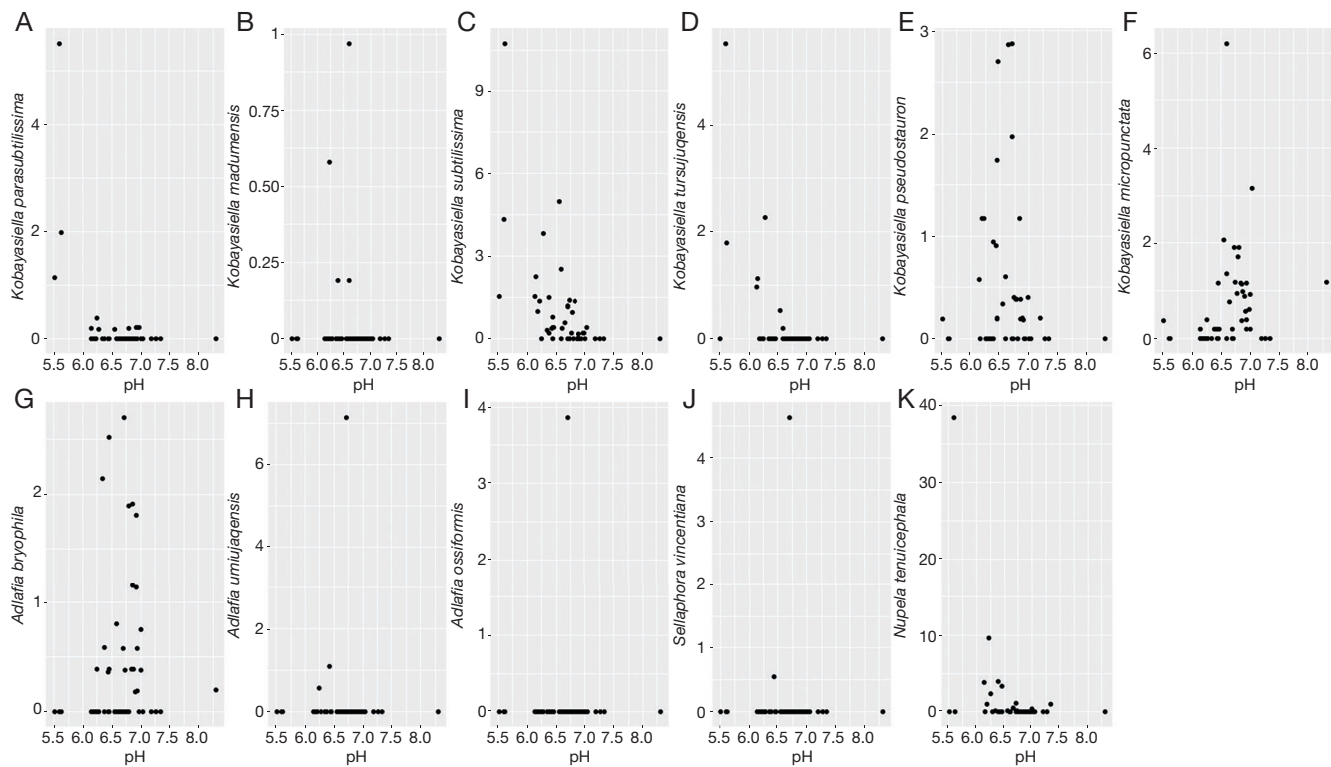 A
Kobayasiella parasubtilissima
4
2
0
5.5 6.0 6.5 7.0 7.5 8.0
pH
B
Kobayasiella madumensis
1
0.75
0.50
0.25
0
5.5 6.0 6.5 7.0 7.5 8.0
pH
C
Kobayasiella subtilissima
9
6
3
0
5.5 6.0 6.5 7.0 7.5 8.0
pH
D
Kobayasiella tursujuqensis
4
2
0
5.5 6.0 6.5 7.0 7.5 8.0
pH
E
Kobayasiella pseudostauron
3
2
1
0
5.5 6.0 6.5 7.0 7.5 8.0
pH
F
Kobayasiella micropunctata
6
4
2
0
5.5 6.0 6.5 7.0 7.5 8.0
pH
G
Adlafia bryophila
2
1
0
5.5 6.0 6.5 7.0 7.5 8.0
pH
H
Adlafia umiujaqensis
6
4
2
0
5.5 6.0 6.5 7.0 7.5 8.0
pH
I
Adlafia ossiformis
4
3
2
1
0
5.5 6.0 6.5 7.0 7.5 8.0
pH
J
Sellaphora vincentiana
4
3
2
1
0
5.5 6.0 6.5 7.0 7.5 8.0
pH
K
Nupela tenuicephala
40
30
20
10
0
5.5 6.0 6.5 7.0 7.5 8.0
pH